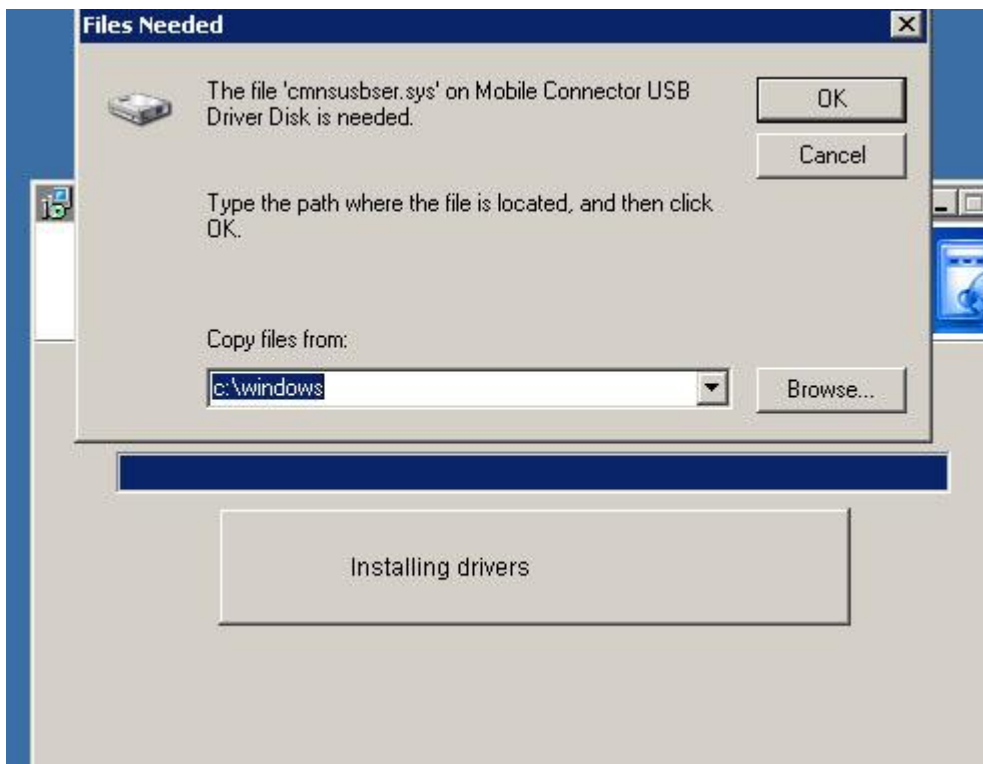 Files Needed
The file 'cmnsusbser.sys' on Mobile Connector USB
Driver Disk is needed.
OK
Cancel
Type the path where the file is located, and then click
OK.
Copy files from:
c:\windows
Browse...
Installing drivers